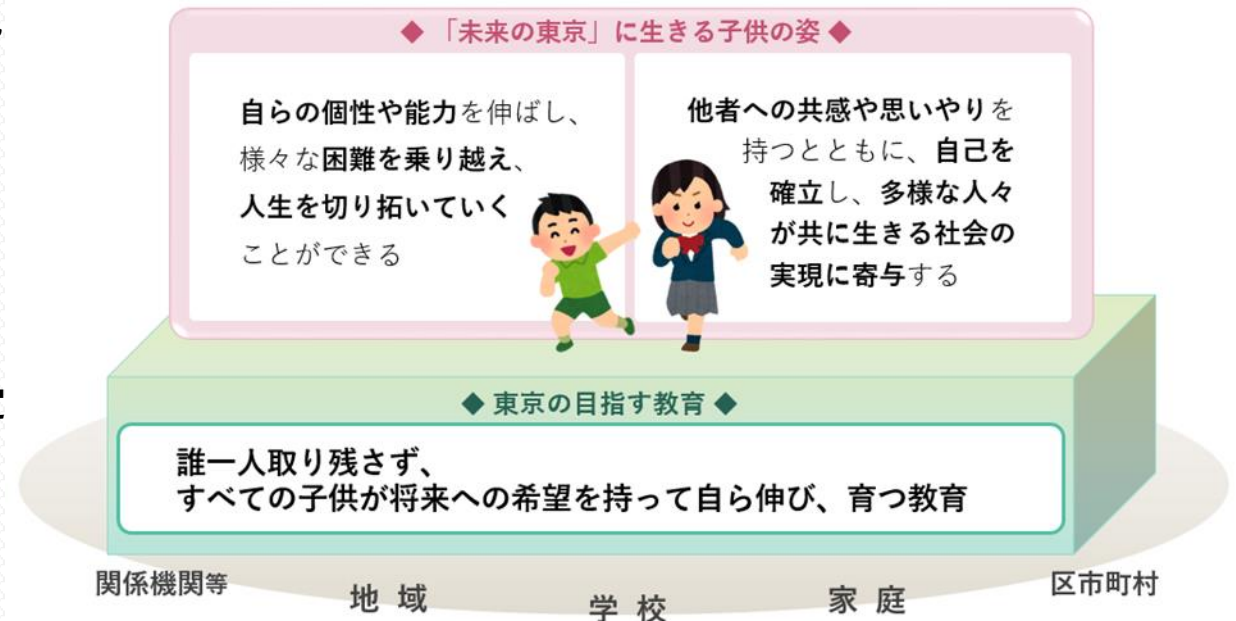 ◆ 「未来の東京」に生きる子供の姿 ◆
自らの個性や能力を伸ばし、
様々な困難を乗り越え、
人生を切り拓いていく
ことができる
他者への共感や思いやりを
持つとともに、自己を
確立し、多様な人々
が共に生きる社会の
実現に寄与する
◆ 東京の目指す教育 ◆
誰一人取り残さず、
すべての子供が将来への希望を持って自ら伸び、育つ教育
関係機関等
地 域
学 校
家 庭
区市町村